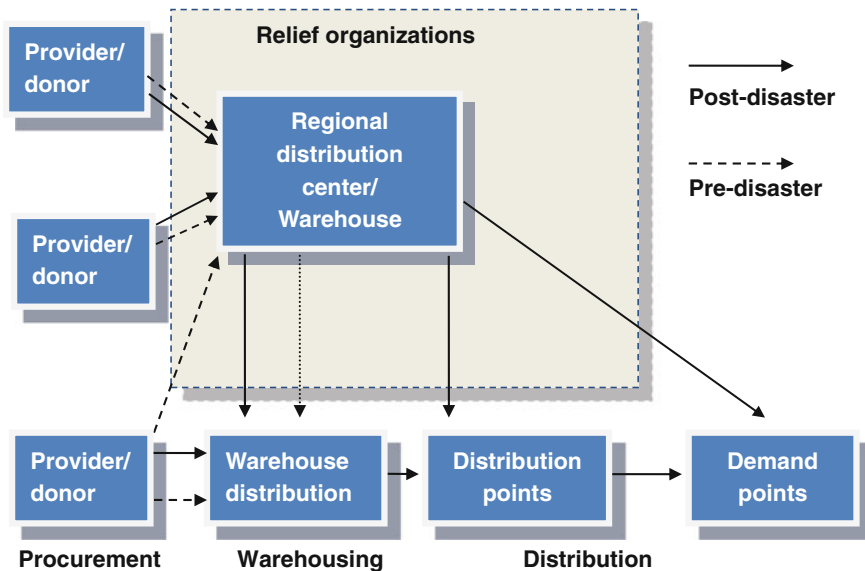 Relief organizations
Provider/
donor
Regional
distribution
center/
Warehouse
Post-disaster
Pre-disaster
Provider/
donor
Provider/
donor
Warehouse
distribution
Distribution
points
Demand
points
Procurement
Warehousing
Distribution